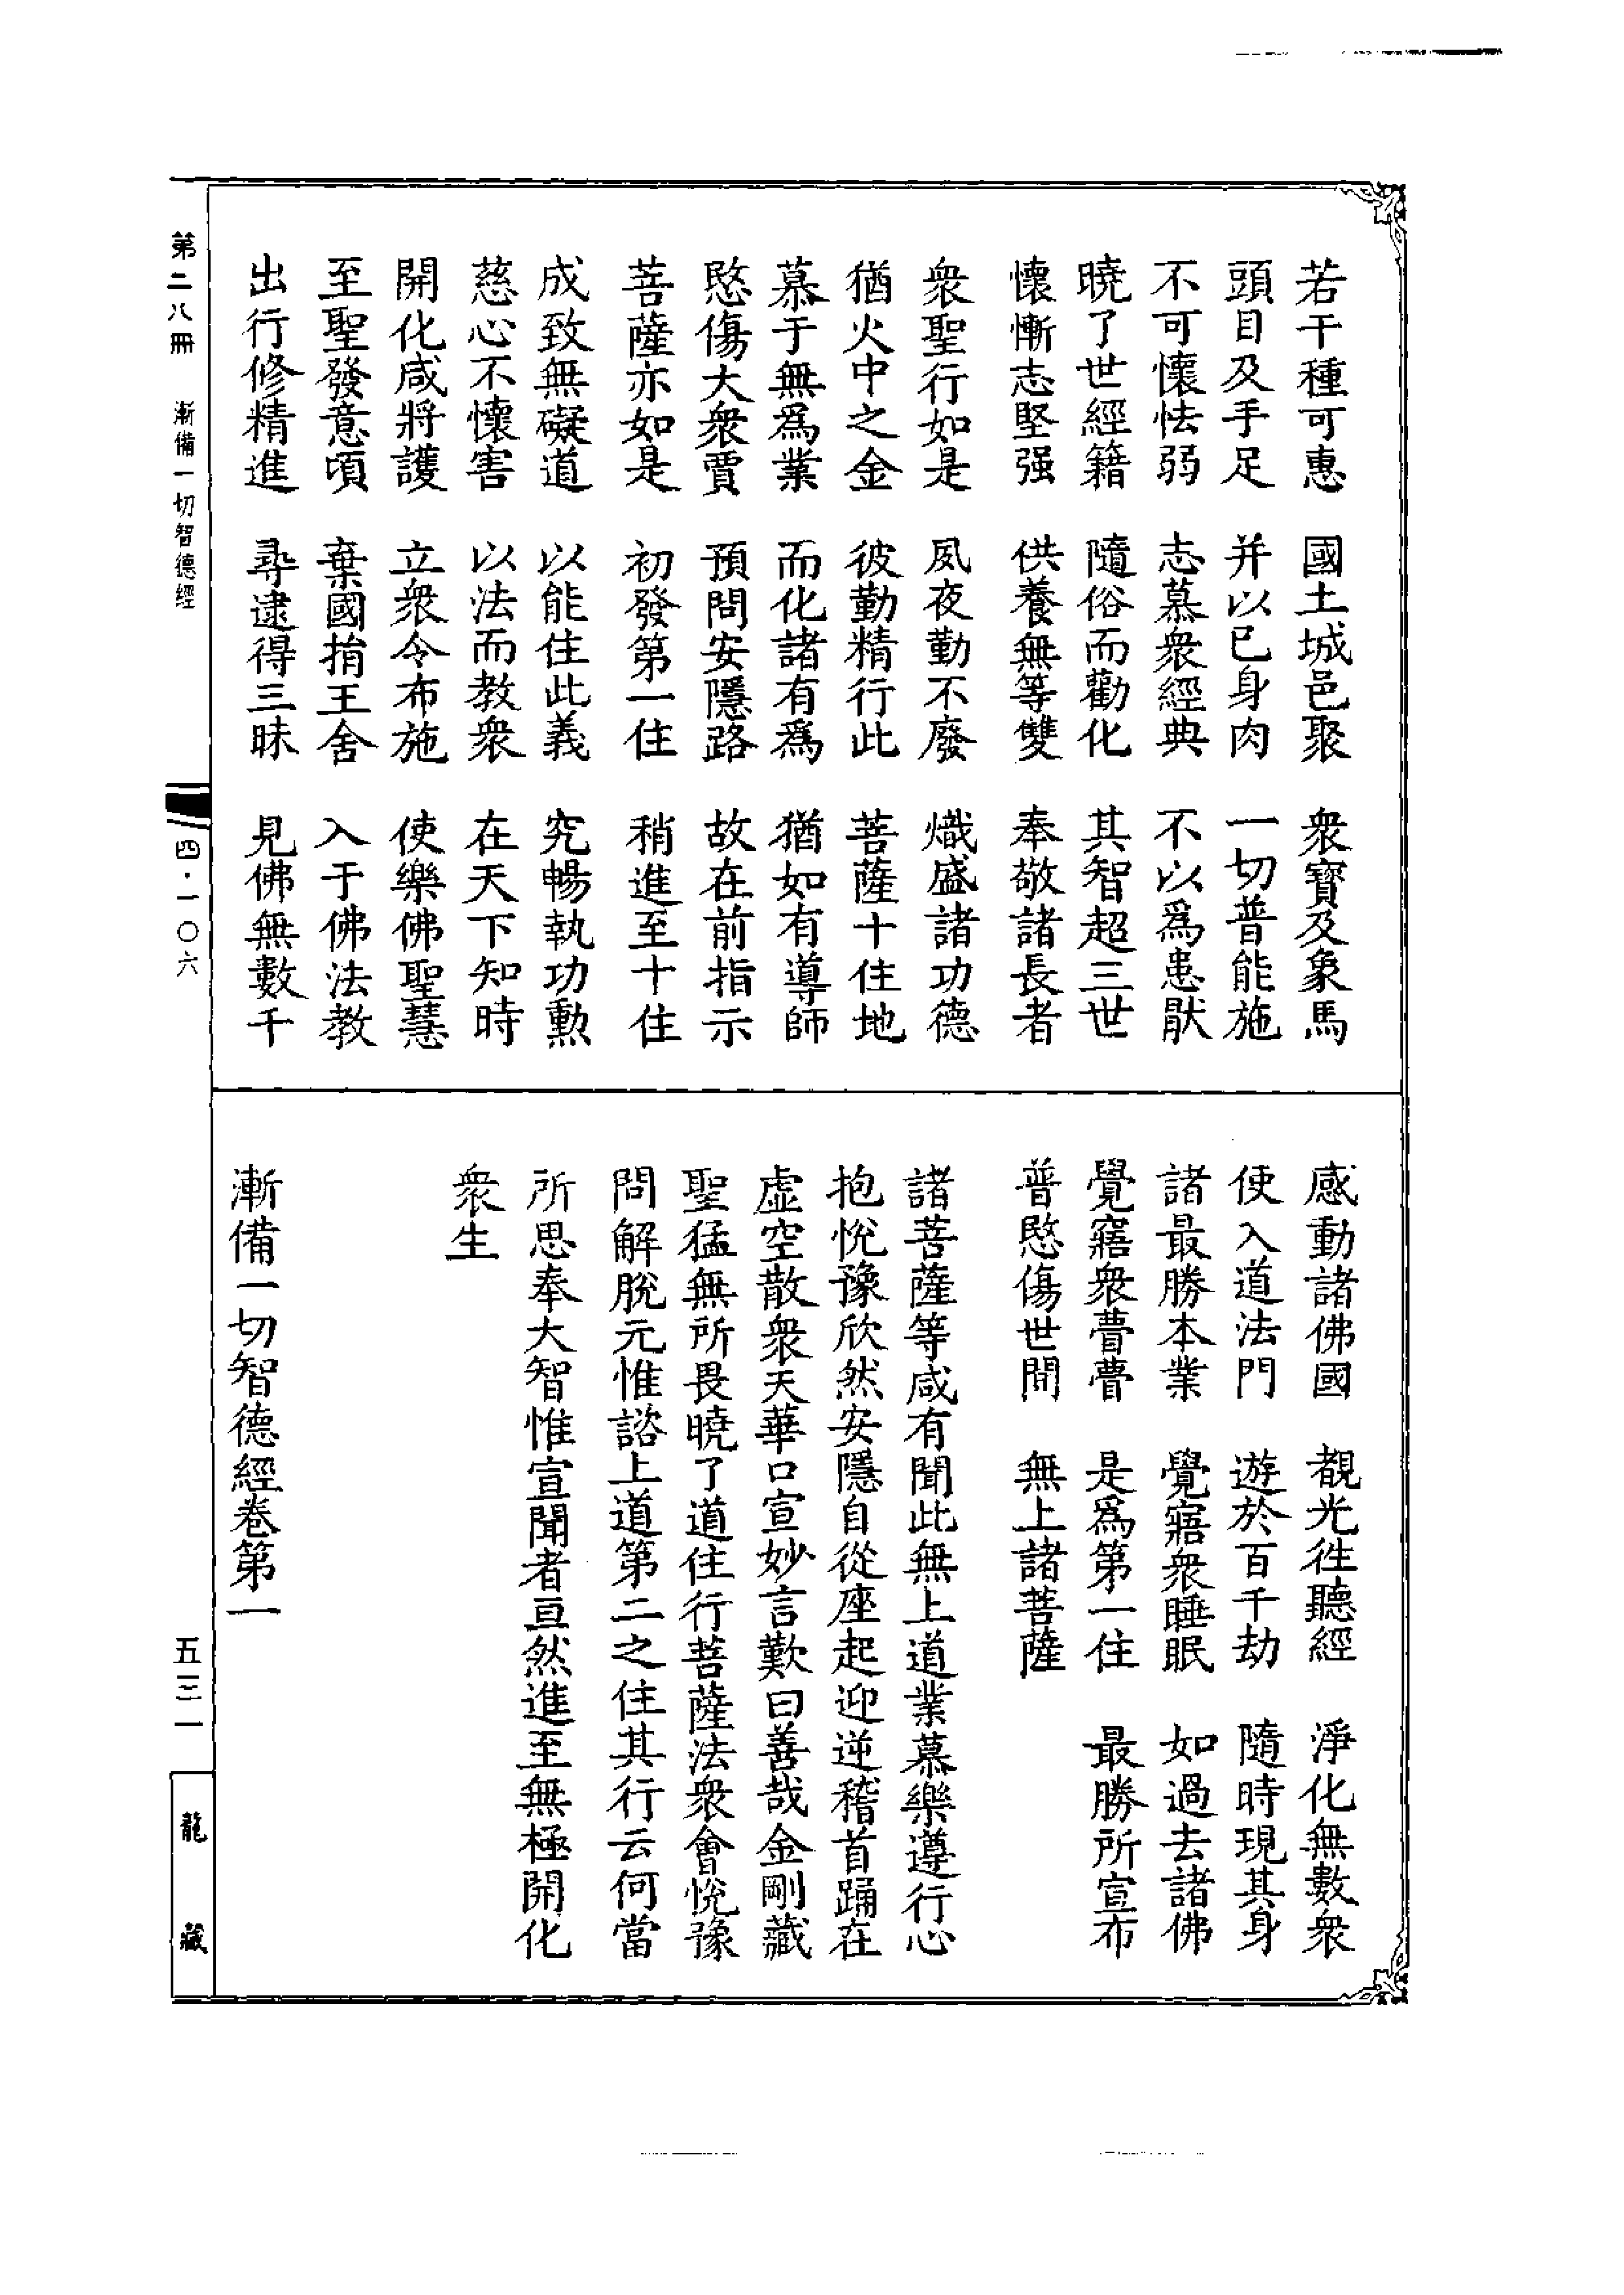 若干種可惠　國土城邑聚　衆寶及象馬
頭目及手足　并以已身肉　一切普能施
不可懷怯弱　志慕衆經典　不以爲患猒
曉了世經籍　隨俗而勸化　其智超三世
懷慚志堅强　供養無等雙　奉敬諸長者
衆聖行如是　夙夜勤不廢　熾盛諸功德
猶火中之金　彼勤精行此　菩薩十住地
慕于無爲業　而化諸有爲　猶如有導師
愍傷大衆賈　預問安隱路　故在前指示
菩薩亦如是　初發第一住　稍進至十住
成致無礙道　以能住此義　究暢執功勲
慈心不懷害　以法而教衆　在天下知時
開化咸將護　立衆令布施　使樂佛聖慧
至聖發意頃　棄國捐王舍　入于佛法教
出行修精進　尋逮得三昧　見佛無數千
感動諸佛國　覩光徃聽經　淨化無數衆
使入道法門　遊於百千劫　隨時現其身
諸最勝本業　覺寤衆睡眠　如過去諸佛
覺寤衆瞢瞢　是爲第一住　最勝所宣布
普愍傷世間　無上諸菩薩
諸菩薩等咸有聞此無上道業慕樂遵行心
抱悅豫欣然安隱自從座起迎逆稽首踊在
虛空散衆天華口宣妙言歎曰善哉金剛藏
聖猛無所畏曉了道住行菩薩法衆會悅豫
問解脫元惟諮上道第二之住其行云何當
所思奉大智惟宣聞者亘然進至無極開化
衆生
漸備一切智德經卷第一
第二八冊　漸備一切智德經
四·一〇六
五三一
龍藏